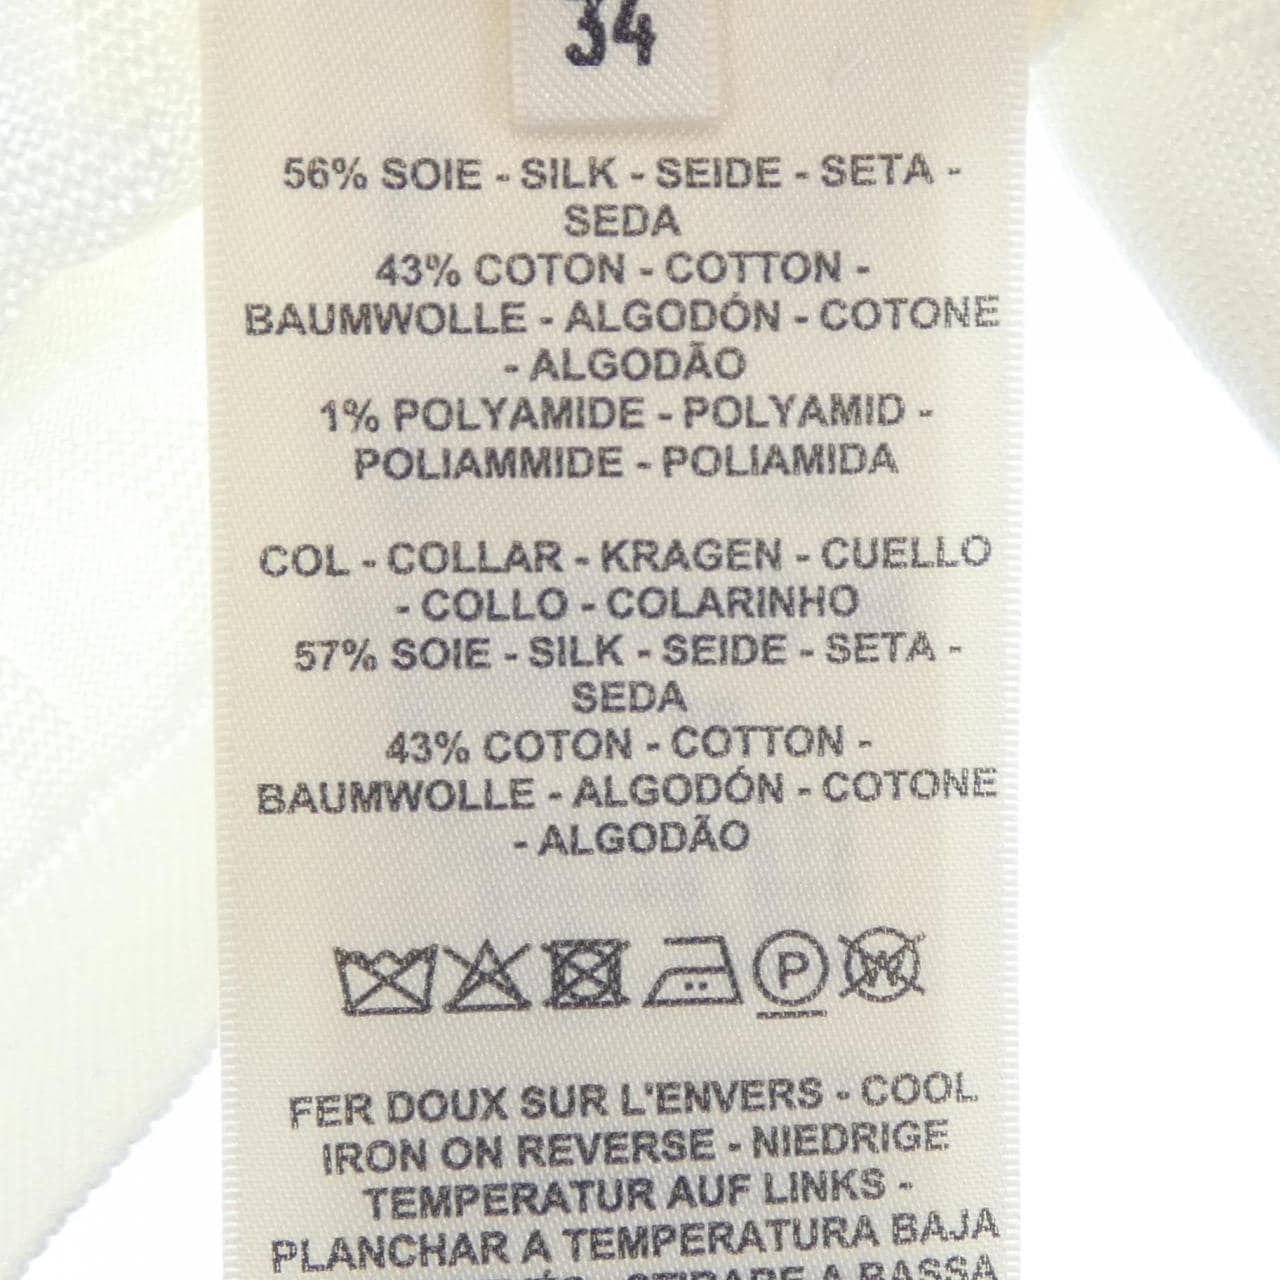 34
56% SOIE - SILK - SEIDE - SETA -
SEDA
43% COTON - COTTON -
BAUMWOLLE - ALGODÓN - COTONE
- ALGODÃO
1% POLYAMIDE - POLYAMID -
POLIAMMIDE - POLIAMIDA
COL - COLLAR - KRAGEN - CUELLO
- COLLO - COLARINHO
57% SOIE - SILK - SEIDE - SETA -
SEDA
43% COTON - COTTON -
BAUMWOLLE - ALGODÓN - COTONE
- ALGODÃO
P W
FER DOUX SUR L'ENVERS - COOL
IRON ON REVERSE - NIEDRIGE
TEMPERATUR AUF LINKS -
PLANCHAR A TEMPERATURA BAJA
A BASSA